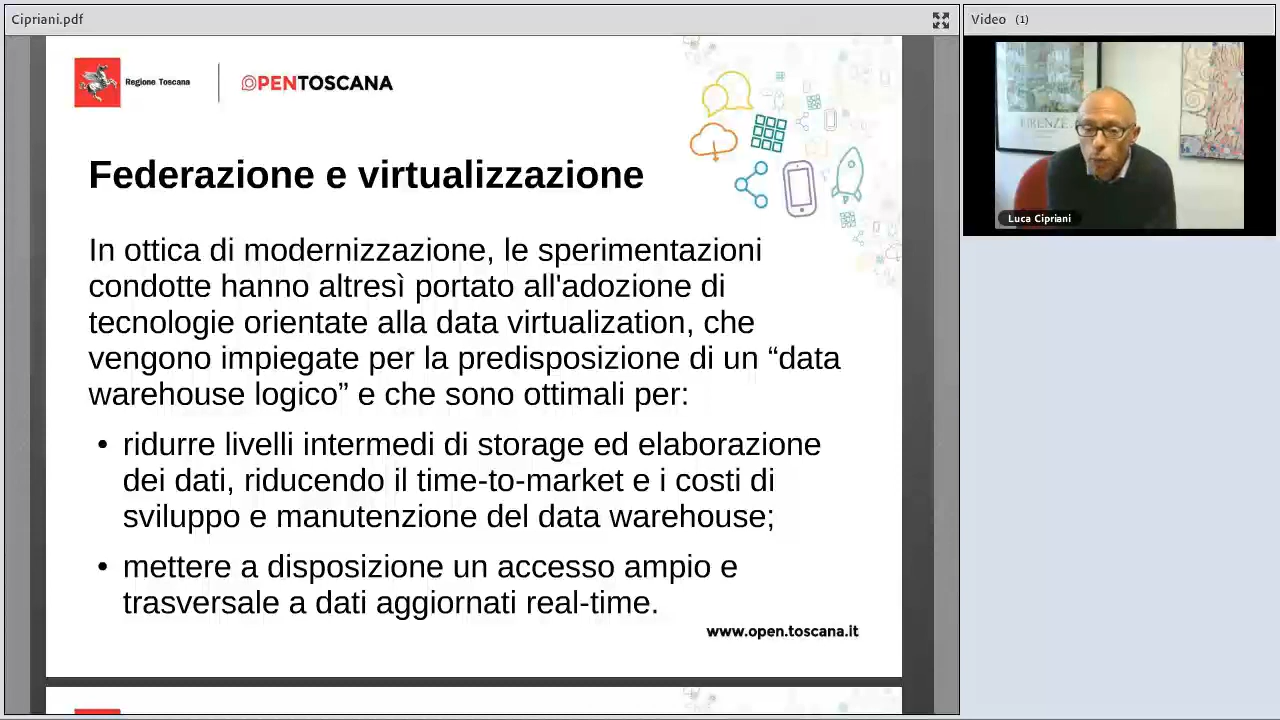 Cipriani.pdf
Video (1)
Regione Toscana
OPENTOSCANA
FIRENZE
Luca Cipriani
Federazione e virtualizzazione
In ottica di modernizzazione, le sperimentazioni
condotte hanno altresì portato all'adozione di
tecnologie orientate alla data virtualization, che
vengono impiegate per la predisposizione di un “data
warehouse logico” e che sono ottimali per:
• ridurre livelli intermedi di storage ed elaborazione
dei dati, riducendo il time-to-market e i costi di
sviluppo e manutenzione del data warehouse;
• mettere a disposizione un accesso ampio e
trasversale a dati aggiornati real-time.
www.open.toscana.it